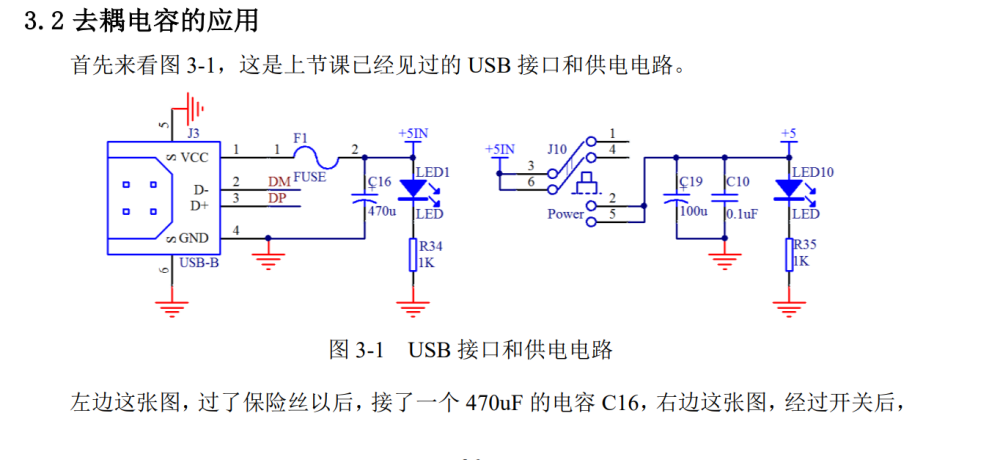 3.2 去耦电容的应用
首先来看图 3-1，这是上节课已经见过的 USB 接口和供电电路。
5
J3
S VCC
1
1
F1
2
FUSE
+5IN
D-
2
DM
D+
3
DP
C16
470u
LED1
LED
S GND
4
USB-B
6
R34
1K
+5IN
J10
1
4
3
6
Power
2
5
C19
100u
C10
0.1uF
+5
LED10
LED
R35
1K
图 3-1 USB 接口和供电电路
左边这张图，过了保险丝以后，接了一个 470uF 的电容 C16，右边这张图，经过开关后，